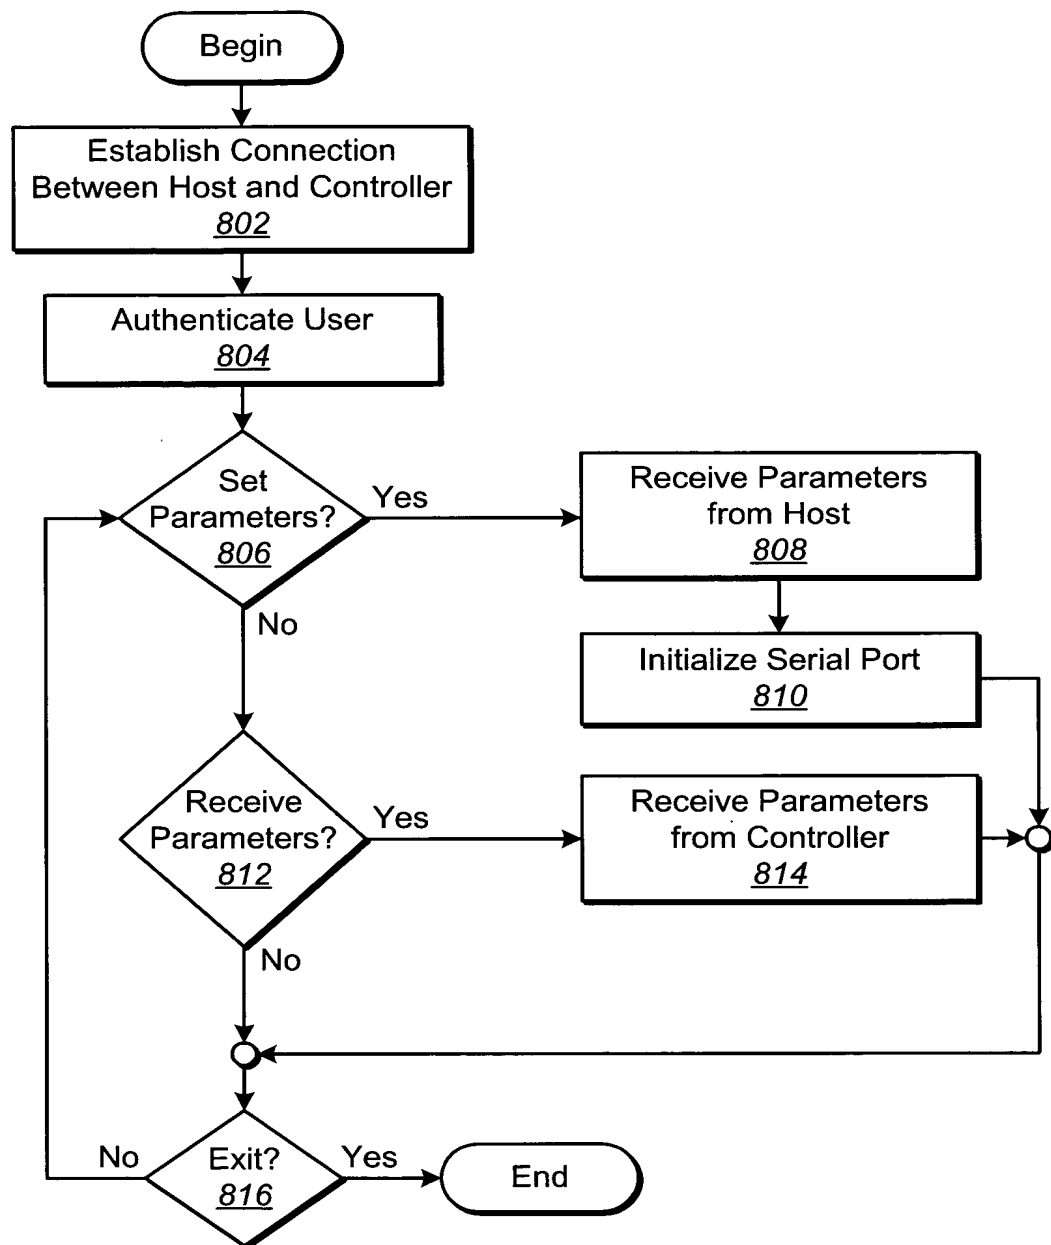 Begin
Establish Connection
Between Host and Controller
802
Authenticate User
804
Set
Parameters?
806
Yes
No
Receive Parameters
from Host
808
Initialize Serial Port
810
Receive
Parameters?
812
Yes
No
Receive Parameters
from Controller
814
Exit?
816
No
Yes
End